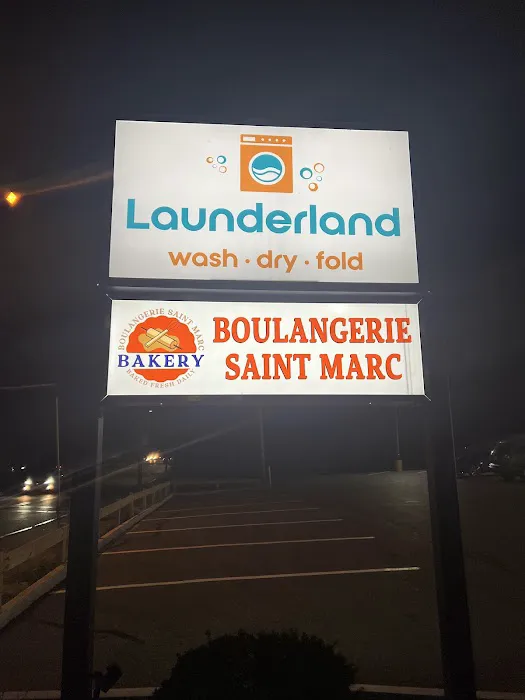 Launderland
wash · dry · fold
BOULANGERIE SAINT MARC
BAKERY
BAKED FRESH DAILY
BOULANGERIE
SAINT MARC